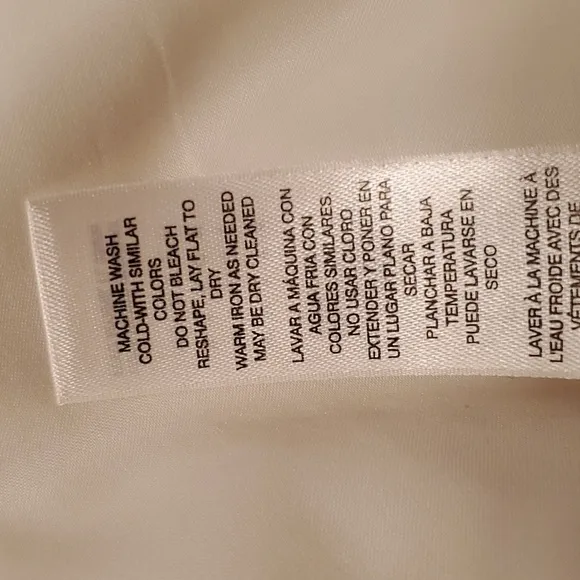 MACHINE WASH
COLD-WITH SIMILAR
COLORS
DO NOT BLEACH
RESHAPE, LAY FLAT TO
DRY
WARM IRON AS NEEDED
MAY BE DRY CLEANED
LAVAR A MÁQUINA CON
AGUA FRIA CON
COLORES SIMILARES.
NO USAR CLORO
EXTENDER Y PONER EN
UN LUGAR PLANO PARA
SECAR
PLANCHAR A BAJA
TEMPERATURA
PUEDE LAVARSE EN
SECO
LAVER À LA MACHINE À
L'EAU FROIDE AVEC DES
VÊTEMENTS DE